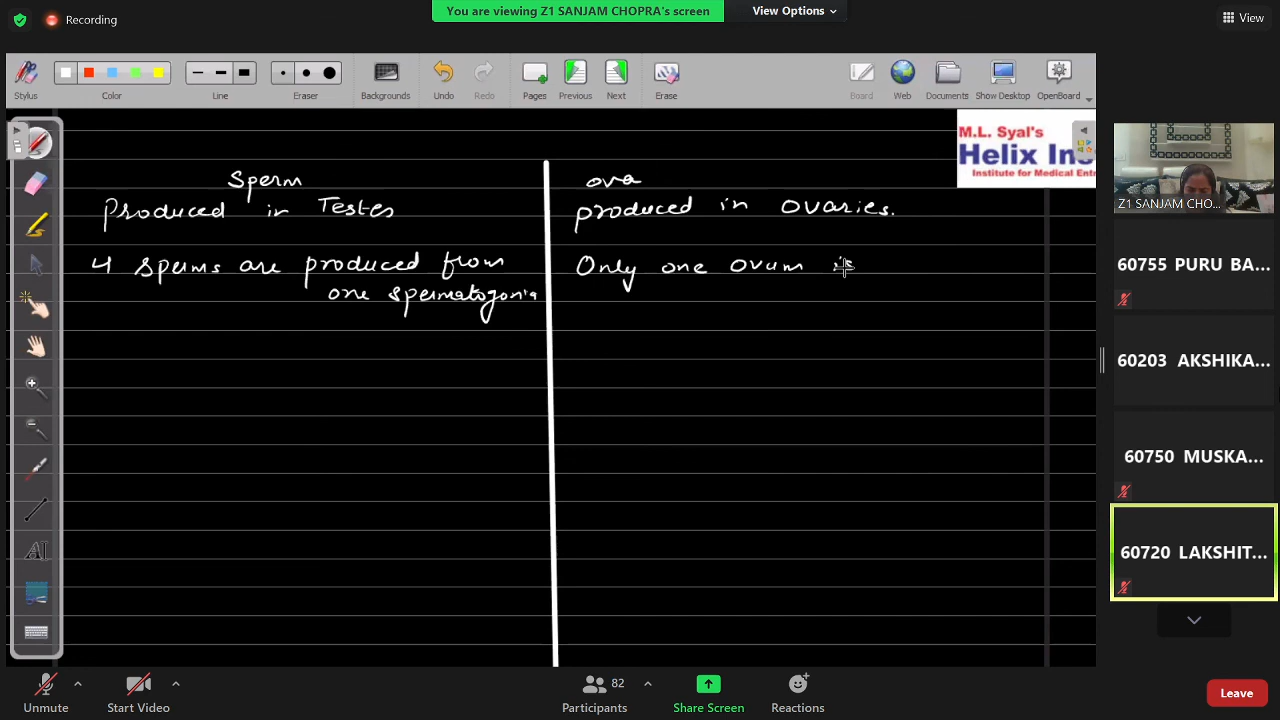 Recording
You are viewing Z1 SANJAM CHOPRA's screen
View Options
View
Stylus
Color
Line
Eraser
Backgrounds
Undo
Redo
Pages
Previous
Next
Erase
Board
Web
Documents
Show Desktop
OpenBoard
M.L. Syal's
Helix Ins
Institute for Medical Entr
Sperm
Produced in Testes
4 Sperms are produced from
one spermatogonia
ova
produced in ovaries.
Only one ovum is
Z1 SANJAM CHO...
60755 PURU BA...
60203 AKSHIKA...
60750 MUSKA...
60720 LAKSHIT...
Unmute
Start Video
82
Participants
Share Screen
Reactions
Leave